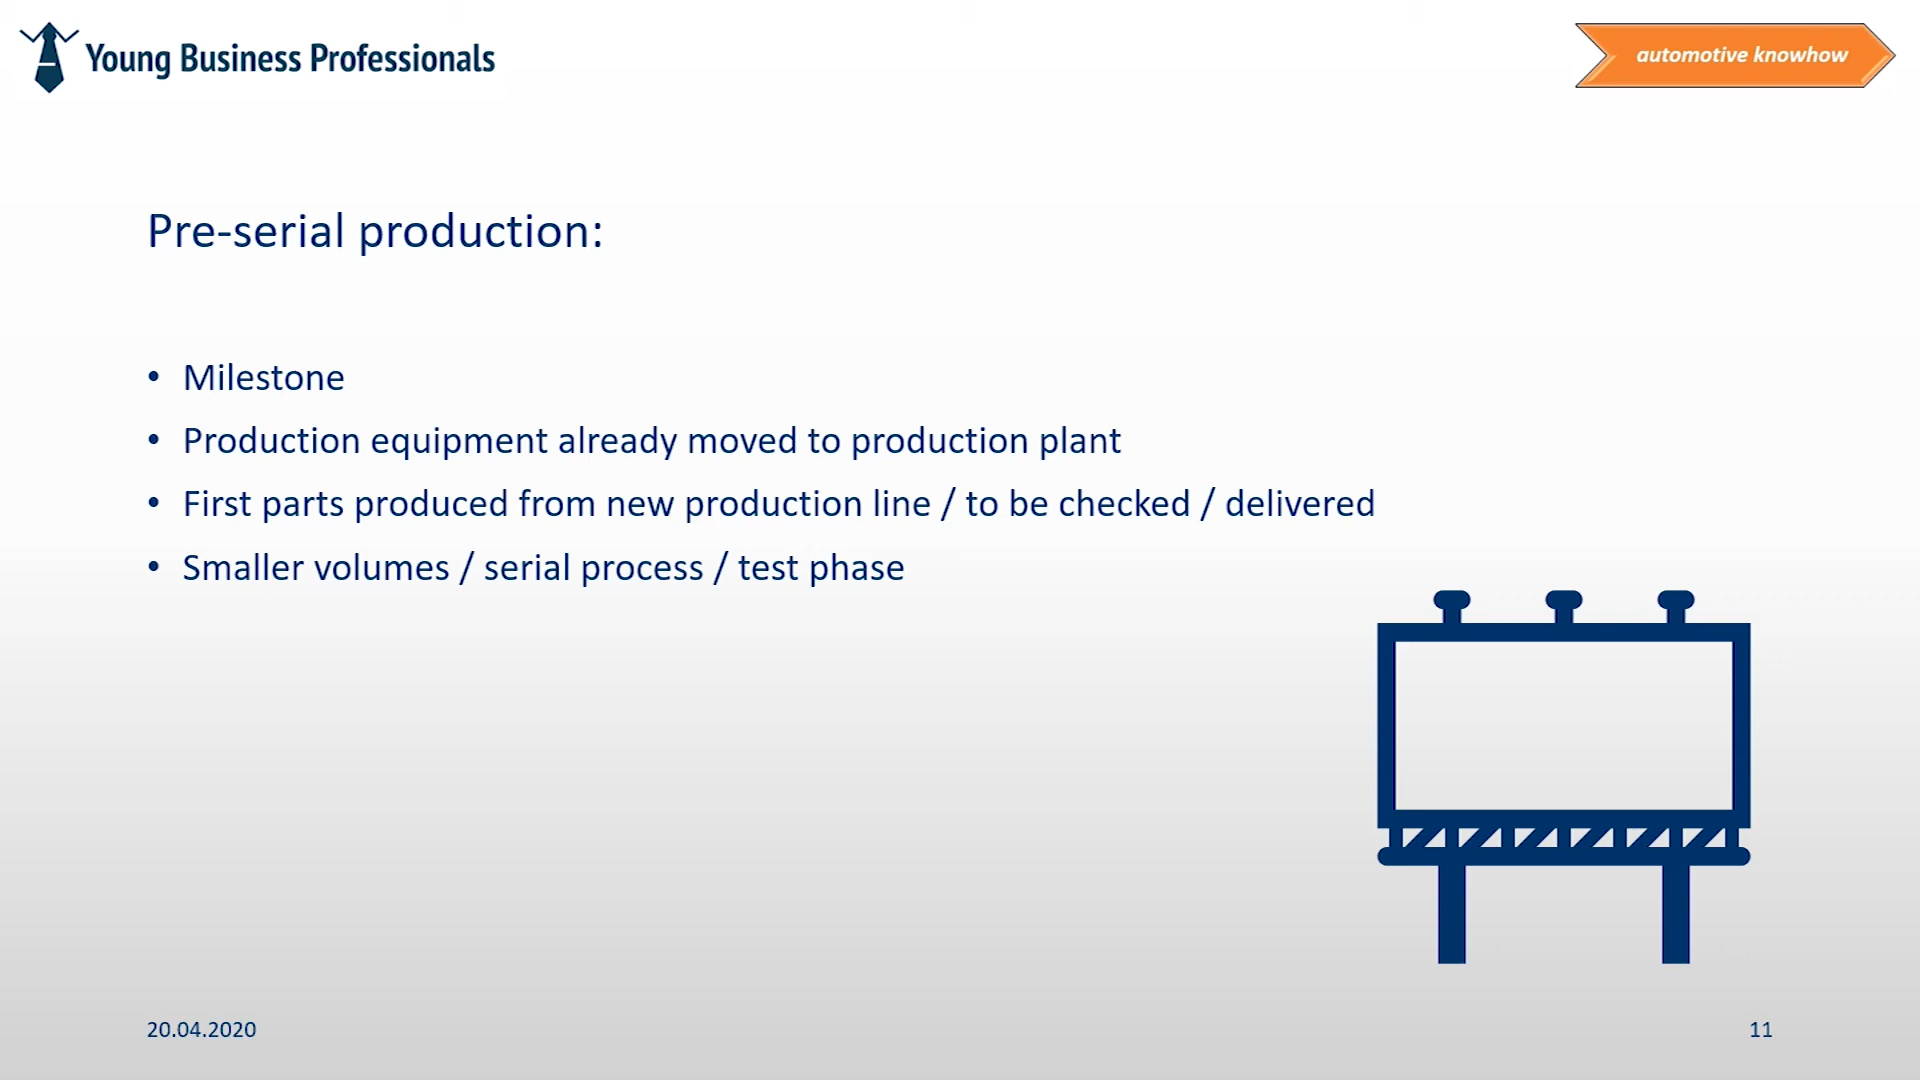 Young Business Professionals
automotive knowhow
Pre-serial production:
• Milestone
• Production equipment already moved to production plant
• First parts produced from new production line / to be checked / delivered
• Smaller volumes / serial process / test phase
20.04.2020
11